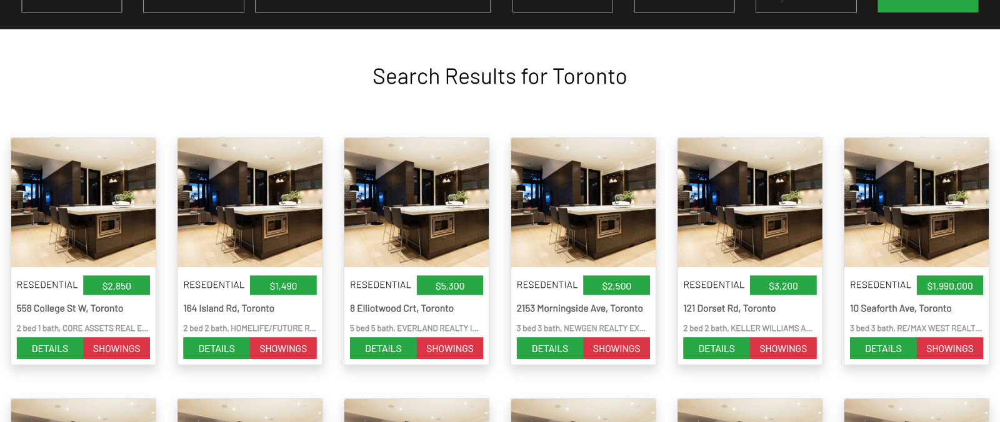 Search Results for Toronto
RESEDENTIAL $2,850
558 College St W, Toronto
2 bed 1 bath, CORE ASSETS REAL E...
DETAILS SHOWINGS
RESEDENTIAL $1,490
164 Island Rd, Toronto
2 bed 2 bath, HOMELIFE/FUTURE R...
DETAILS SHOWINGS
RESEDENTIAL $5,300
8 Elliotwood Crt, Toronto
5 bed 5 bath, EVERLAND REALTY I...
DETAILS SHOWINGS
RESEDENTIAL $2,500
2153 Morningside Ave, Toronto
3 bed 3 bath, NEWGEN REALTY EX...
DETAILS SHOWINGS
RESEDENTIAL $3,200
121 Dorset Rd, Toronto
2 bed 2 bath, KELLER WILLIAMS A...
DETAILS SHOWINGS
RESEDENTIAL $1,990,000
10 Seaforth Ave, Toronto
3 bed 3 bath, RE/MAX WEST REALT...
DETAILS SHOWINGS